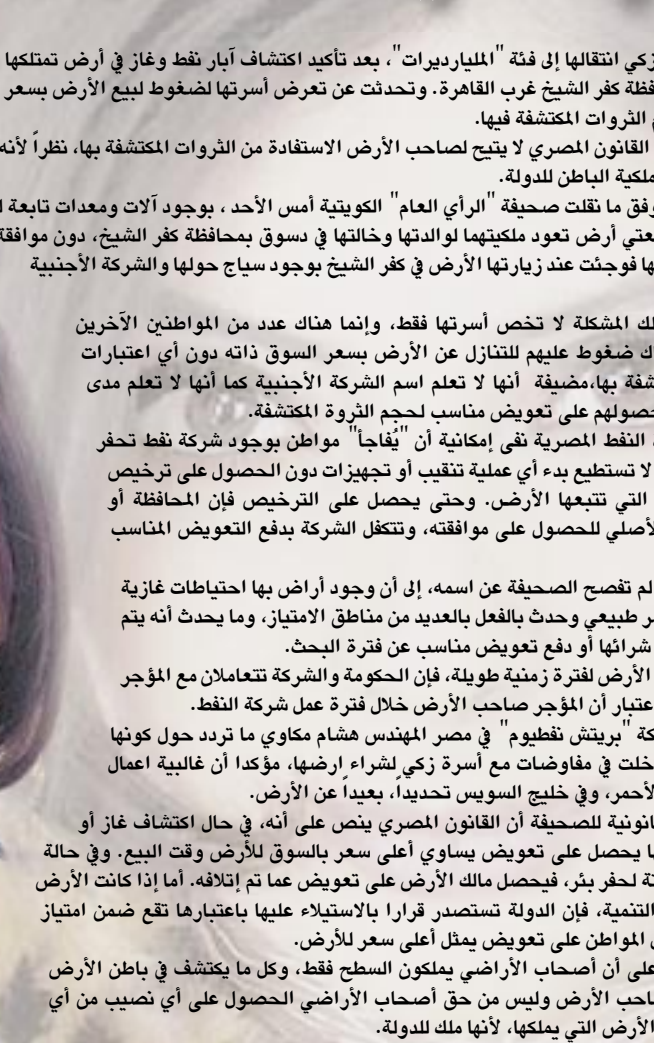 زكي انتقالها إلى فئة "المليارديرات"، بعد تأكيد اكتشاف آبار نفط وغاز في أرض تمتلكها
افظة كفر الشيخ غرب القاهرة. وتحدثت عن تعرض أسرتها لضغوط لبيع الأرض بسعر
م الثروات المكتشفة فيها.
القانون المصري لا يتيح لصاحب الأرض الاستفادة من الثروات المكتشفة بها، نظراً لأنه
ملكية الباطن للدولة.
وفق ما نقلت صحيفة "الرأي العام" الكويتية أمس الأحد ، بوجود آلات ومعدات تابعة ل
عتي أرض تعود ملكيتهما لوالدتها وخالتها في دسوق بمحافظة كفر الشيخ، دون موافقة
ها فوجئت عند زيارتها الأرض في كفر الشيخ بوجود سياج حولها والشركة الأجنبية
لك المشكلة لا تخص أسرتها فقط، وإنما هناك عدد من المواطنين الآخرين
ك ضغوط عليهم للتنازل عن الأرض بسعر السوق ذاته دون أي اعتبارات
شفة بها،مضيفة أنها لا تعلم اسم الشركة الأجنبية كما أنها لا تعلم مدى
حصولهم على تعويض مناسب لحجم الثروة المكتشفة.
النفط المصرية نفى إمكانية أن "يُفاجأ" مواطن بوجود شركة نفط تحفر
لا تستطيع بدء أي عملية تنقيب أو تجهيزات دون الحصول على ترخيص
التي تتبعها الأرض. وحتى يحصل على الترخيص فإن المحافظة أو
لأصلي للحصول على موافقته، وتتكفل الشركة بدفع التعويض المناسب
لم تفصح الصحيفة عن اسمه، إلى أن وجود أراض بها احتياطات غازية
ر طبيعي وحدث بالفعل بالعديد من مناطق الامتياز، وما يحدث أنه يتم
شرائها أو دفع تعويض مناسب عن فترة البحث.
الأرض لفترة زمنية طويلة، فإن الحكومة والشركة تتعاملان مع المؤجر
عتبار أن المؤجر صاحب الأرض خلال فترة عمل شركة النفط.
كة "بريتش نفطيوم" في مصر المهندس هشام مكاوي ما تردد حول كونها
خلت في مفاوضات مع أسرة زكي لشراء ارضها، مؤكدا أن غالبية اعمال
لأحمر، وفي خليج السويس تحديداً، بعيداً عن الأرض.
انونية للصحيفة أن القانون المصري ينص على أنه، في حال اكتشاف غاز أو
ها يحصل على تعويض يساوي أعلى سعر بالسوق للأرض وقت البيع. وفي حالة
تة لحفر بئر، فيحصل مالك الأرض على تعويض عما تم إتلافه. أما إذا كانت الأرض
التنمية، فإن الدولة تستصدر قرارا بالاستيلاء عليها باعتبارها تقع ضمن امتياز
ل المواطن على تعويض يمثل أعلى سعر للأرض.
على أن أصحاب الأراضي يملكون السطح فقط، وكل ما يكتشف في باطن الأرض
ماحب الأرض وليس من حق أصحاب الأراضي الحصول على أي نصيب من أي
الأرض التي يملكها، لأنها ملك للدولة.